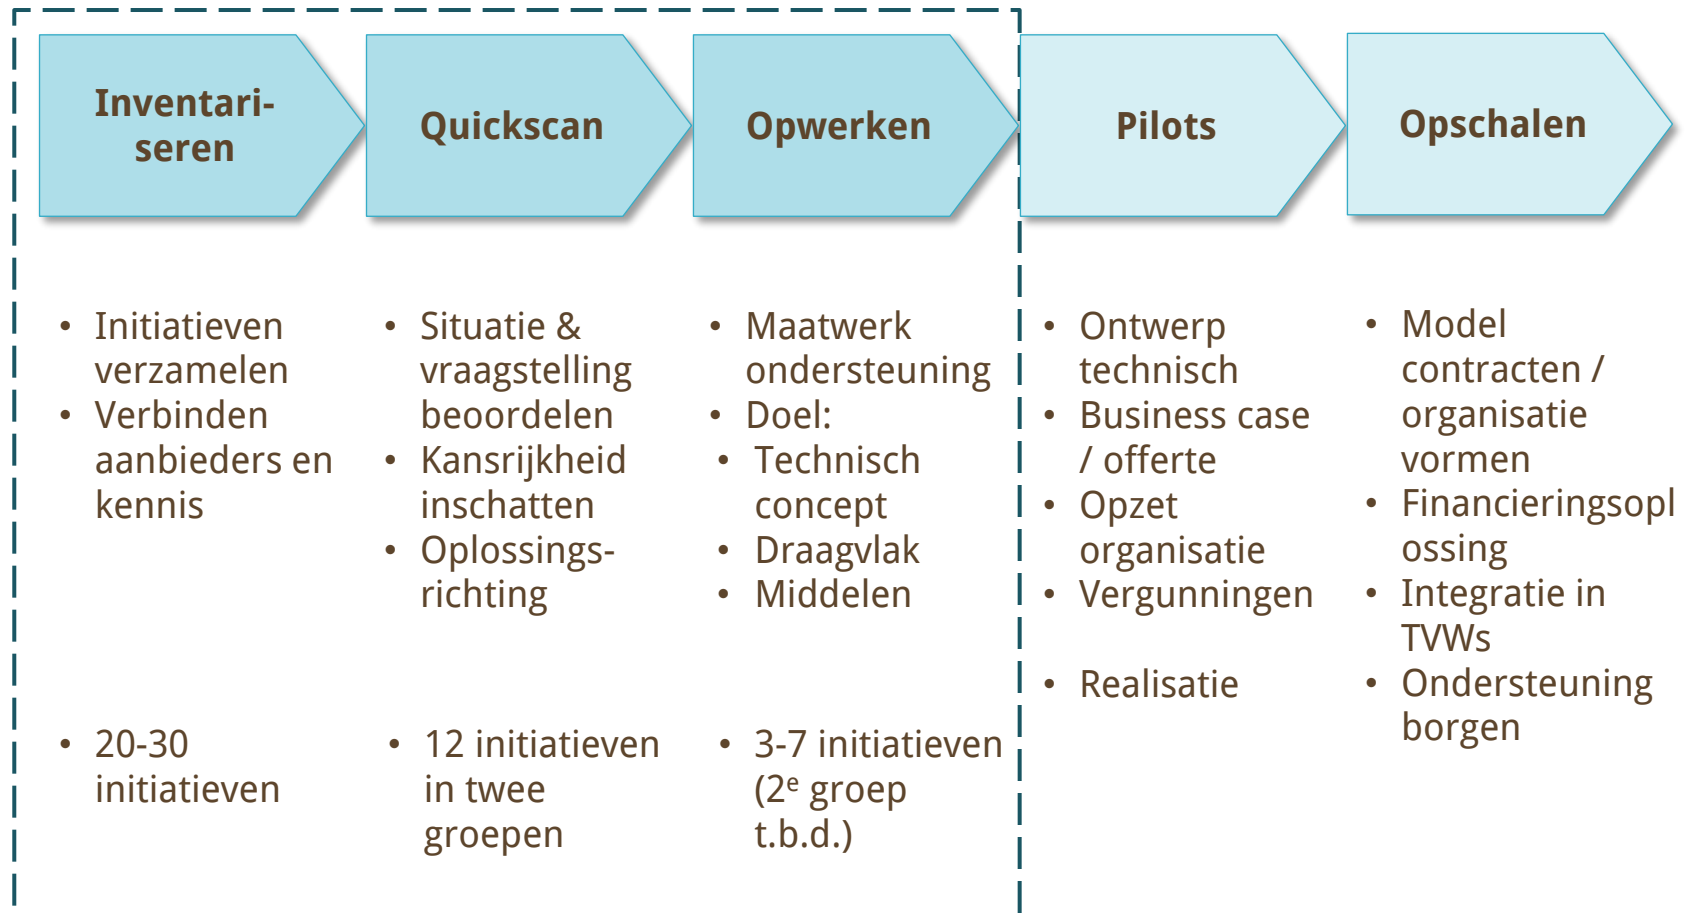 Inventari-
seren
Quickscan
Opwerken
Pilots
Opschalen
• Initiatieven
verzamelen
• Verbinden
aanbieders en
kennis
• 20-30
initiatieven
• Situatie &
vraagstelling
beoordelen
• Kansrijkheid
inschatten
• Oplossings-
richting
• 12 initiatieven
in twee
groepen
• Maatwerk
ondersteuning
• Doel:
• Technisch
concept
• Draagvlak
• Middelen
• 3-7 initiatieven
(2e groep
t.b.d.)
• Ontwerp
technisch
• Business case
/ offerte
• Opzet
organisatie
• Vergunningen
• Realisatie
• Model
contracten /
organisatie
vormen
• Financieringsopl
ossing
• Integratie in
TVWs
• Ondersteuning
borgen